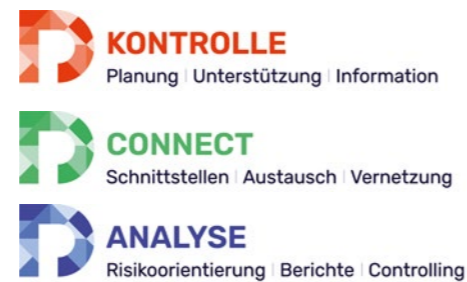 KONTROLLE
Planung | Unterstützung | Information
CONNECT
Schnittstellen | Austausch | Vernetzung
ANALYSE
Risikoorientierung | Berichte | Controlling